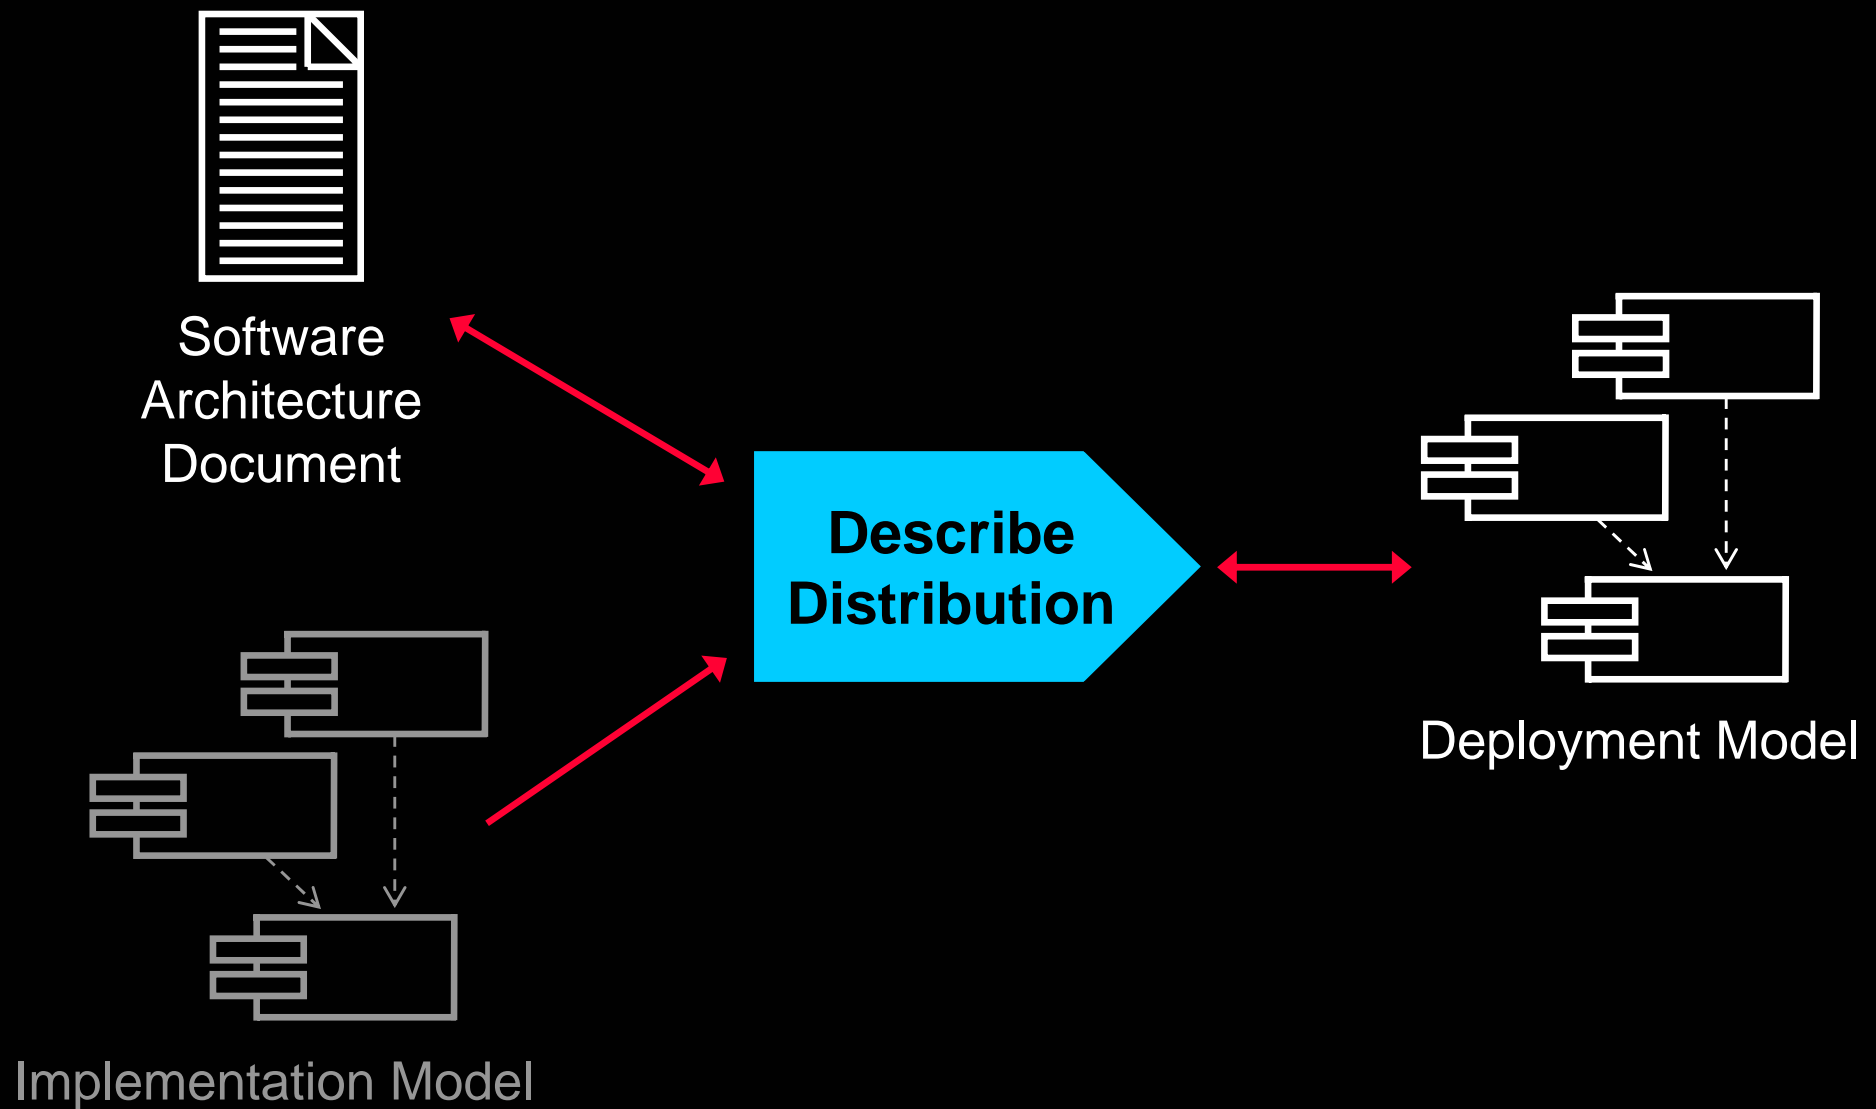 Software
Architecture
Document
Describe
Distribution
Deployment Model
Implementation Model